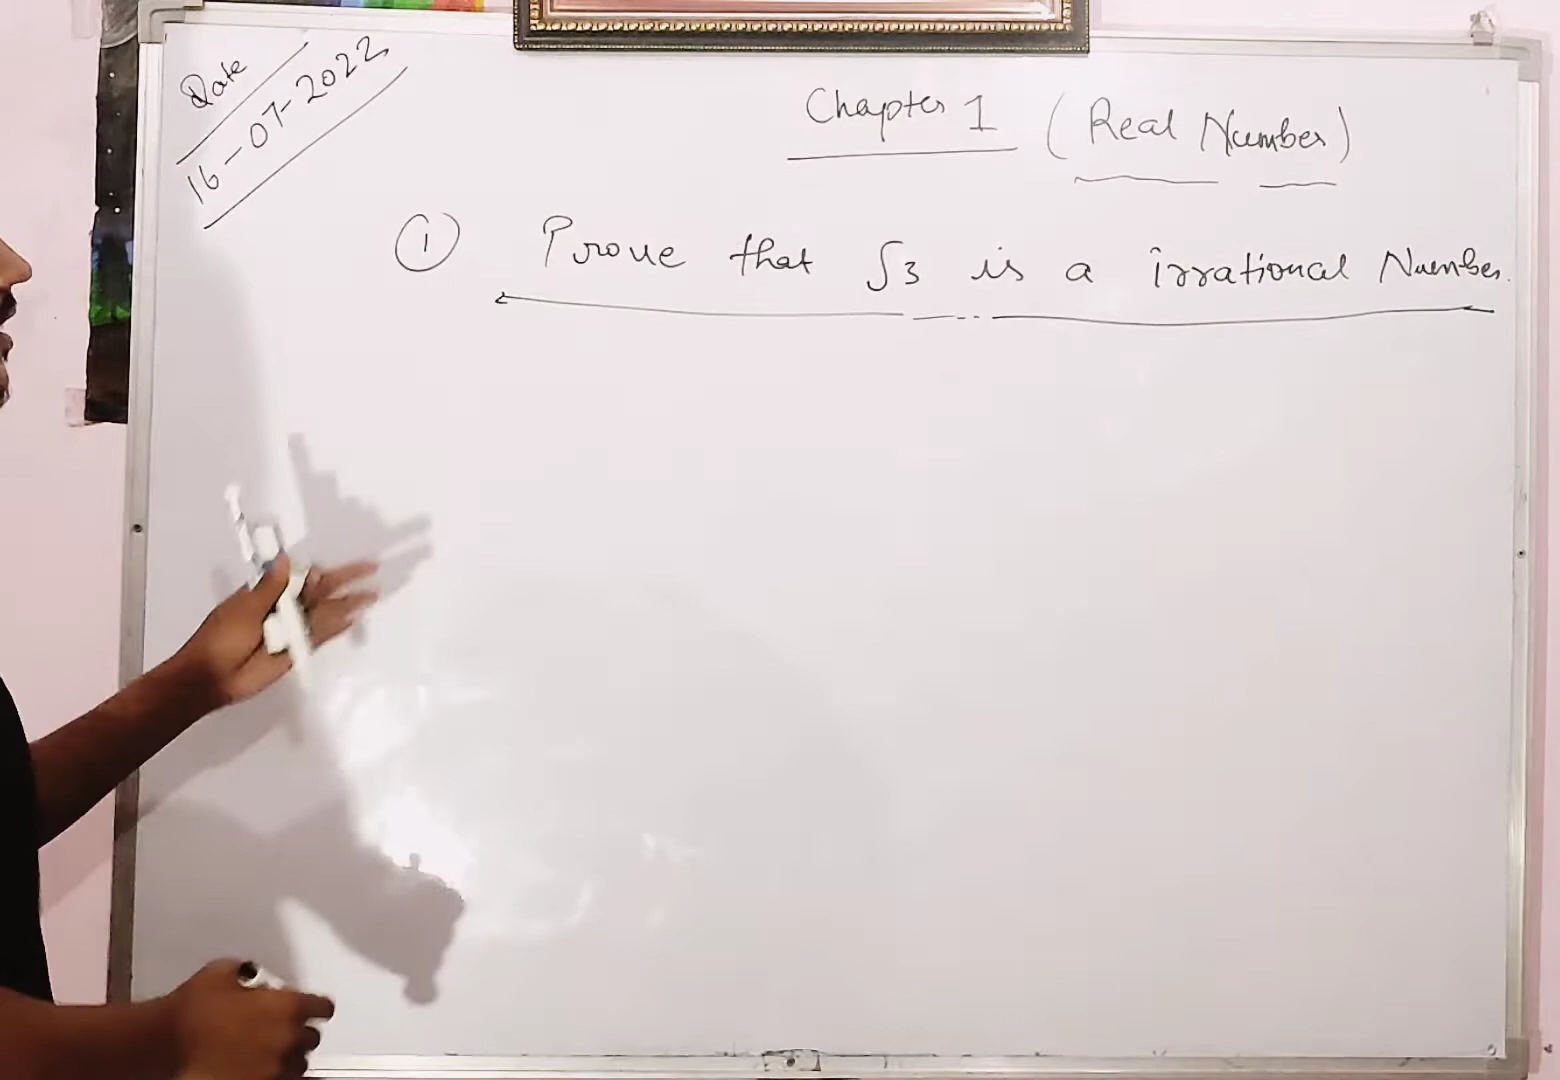 Date
16-07-2022
Chapter 1 (Real Number)
① Prove that √3 is a irrational Number.